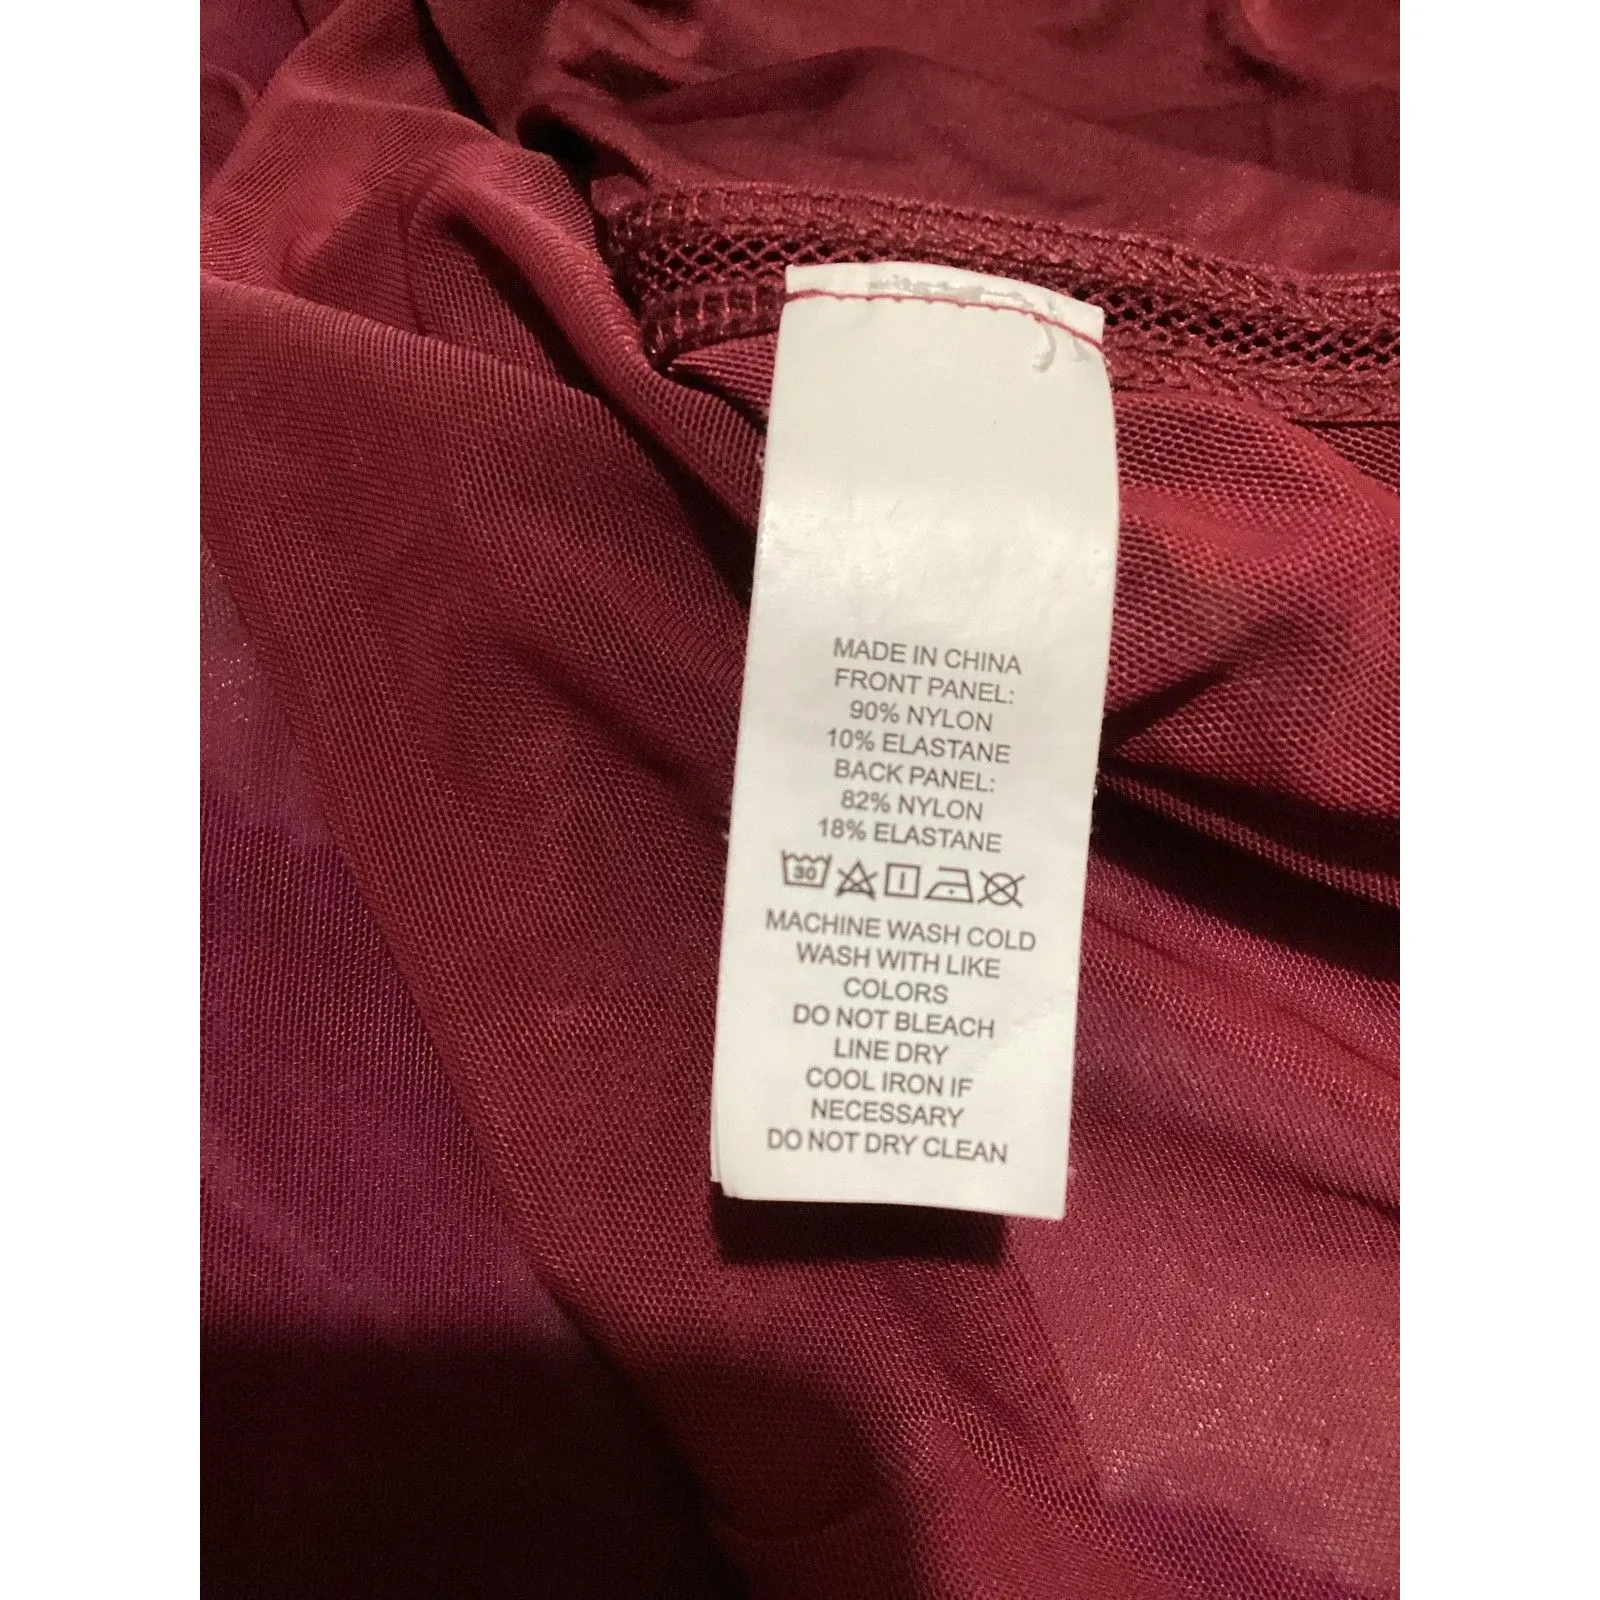 MADE IN CHINA
FRONT PANEL:
90% NYLON
10% ELASTANE
BACK PANEL:
82% NYLON
18% ELASTANE
30
MACHINE WASH COLD
WASH WITH LIKE
COLORS
DO NOT BLEACH
LINE DRY
COOL IRON IF
NECESSARY
DO NOT DRY CLEAN